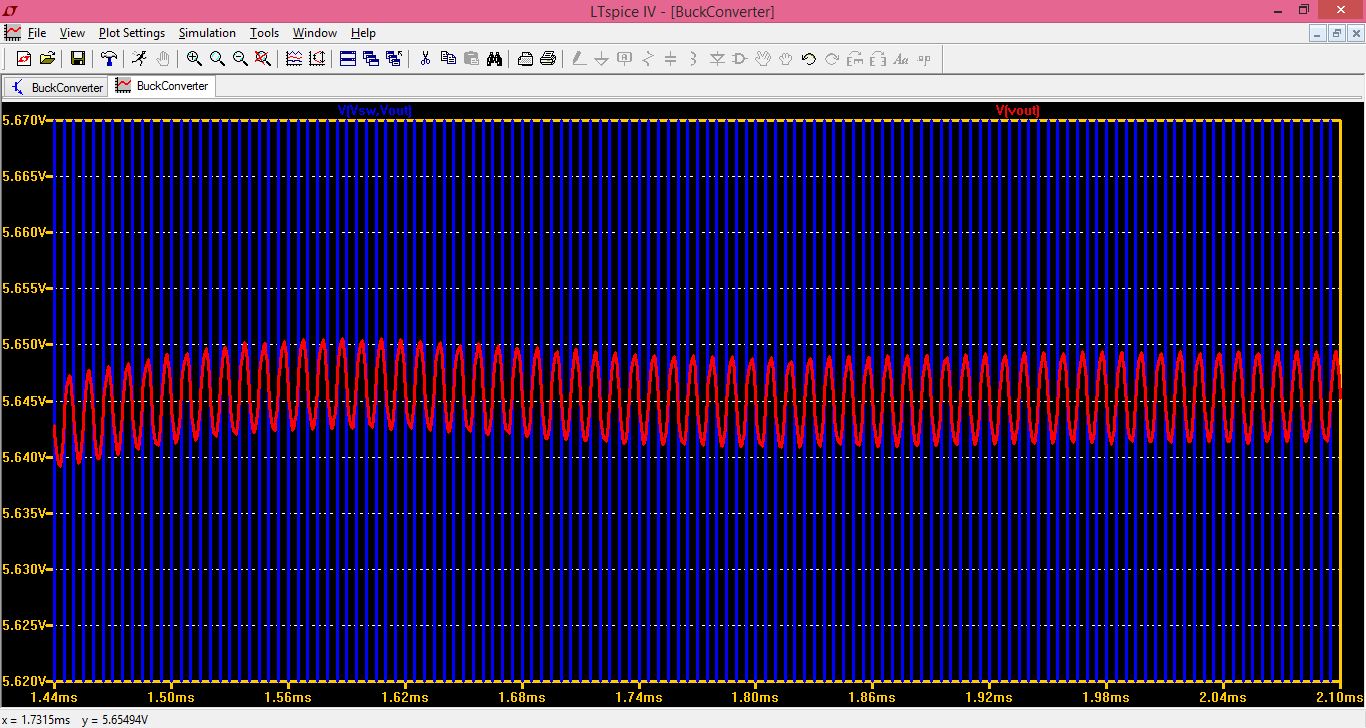 LTspice IV - [BuckConverter]
File View Plot Settings Simulation Tools Window Help
BuckConverter BuckConverter
V(Vsw,Vout) V(vout)
5.670V
5.665V
5.660V
5.655V
5.650V
5.645V
5.640V
5.635V
5.630V
5.625V
5.620V
1.44ms 1.50ms 1.56ms 1.62ms 1.68ms 1.74ms 1.80ms 1.86ms 1.92ms 1.98ms 2.04ms 2.10ms
x = 1.7315ms y = 5.65494V